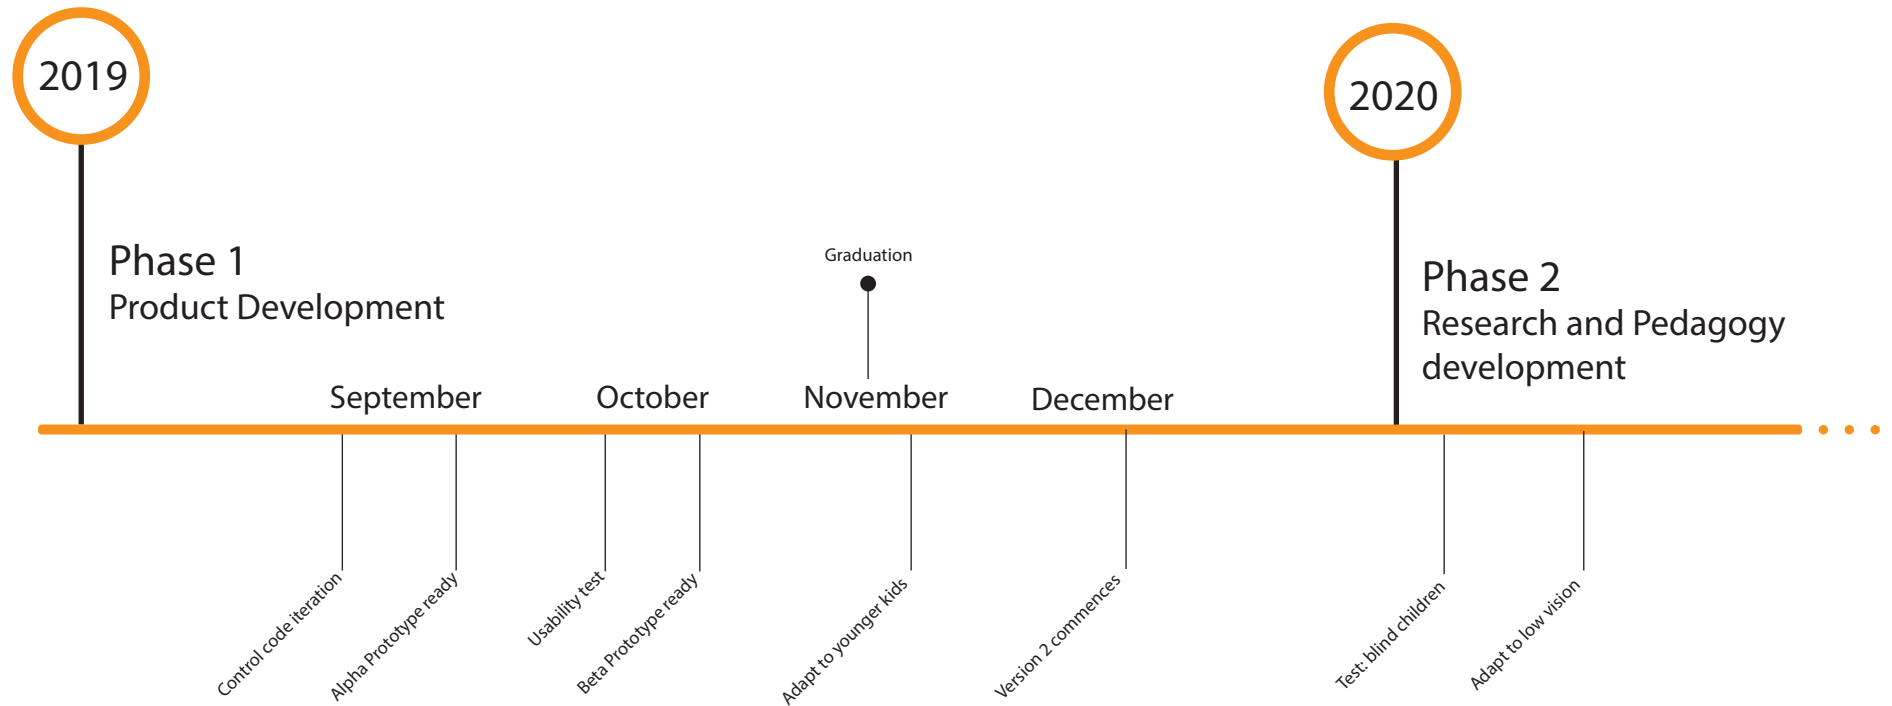 2019
2020
Phase 1
Product Development
Graduation
Phase 2
Research and Pedagogy
development
September
October
November
December
Control code iteration
Alpha Prototype ready
Usability test
Beta Prototype ready
Adapt to younger kids
Version 2 commences
Test: blind children
Adapt to low vision